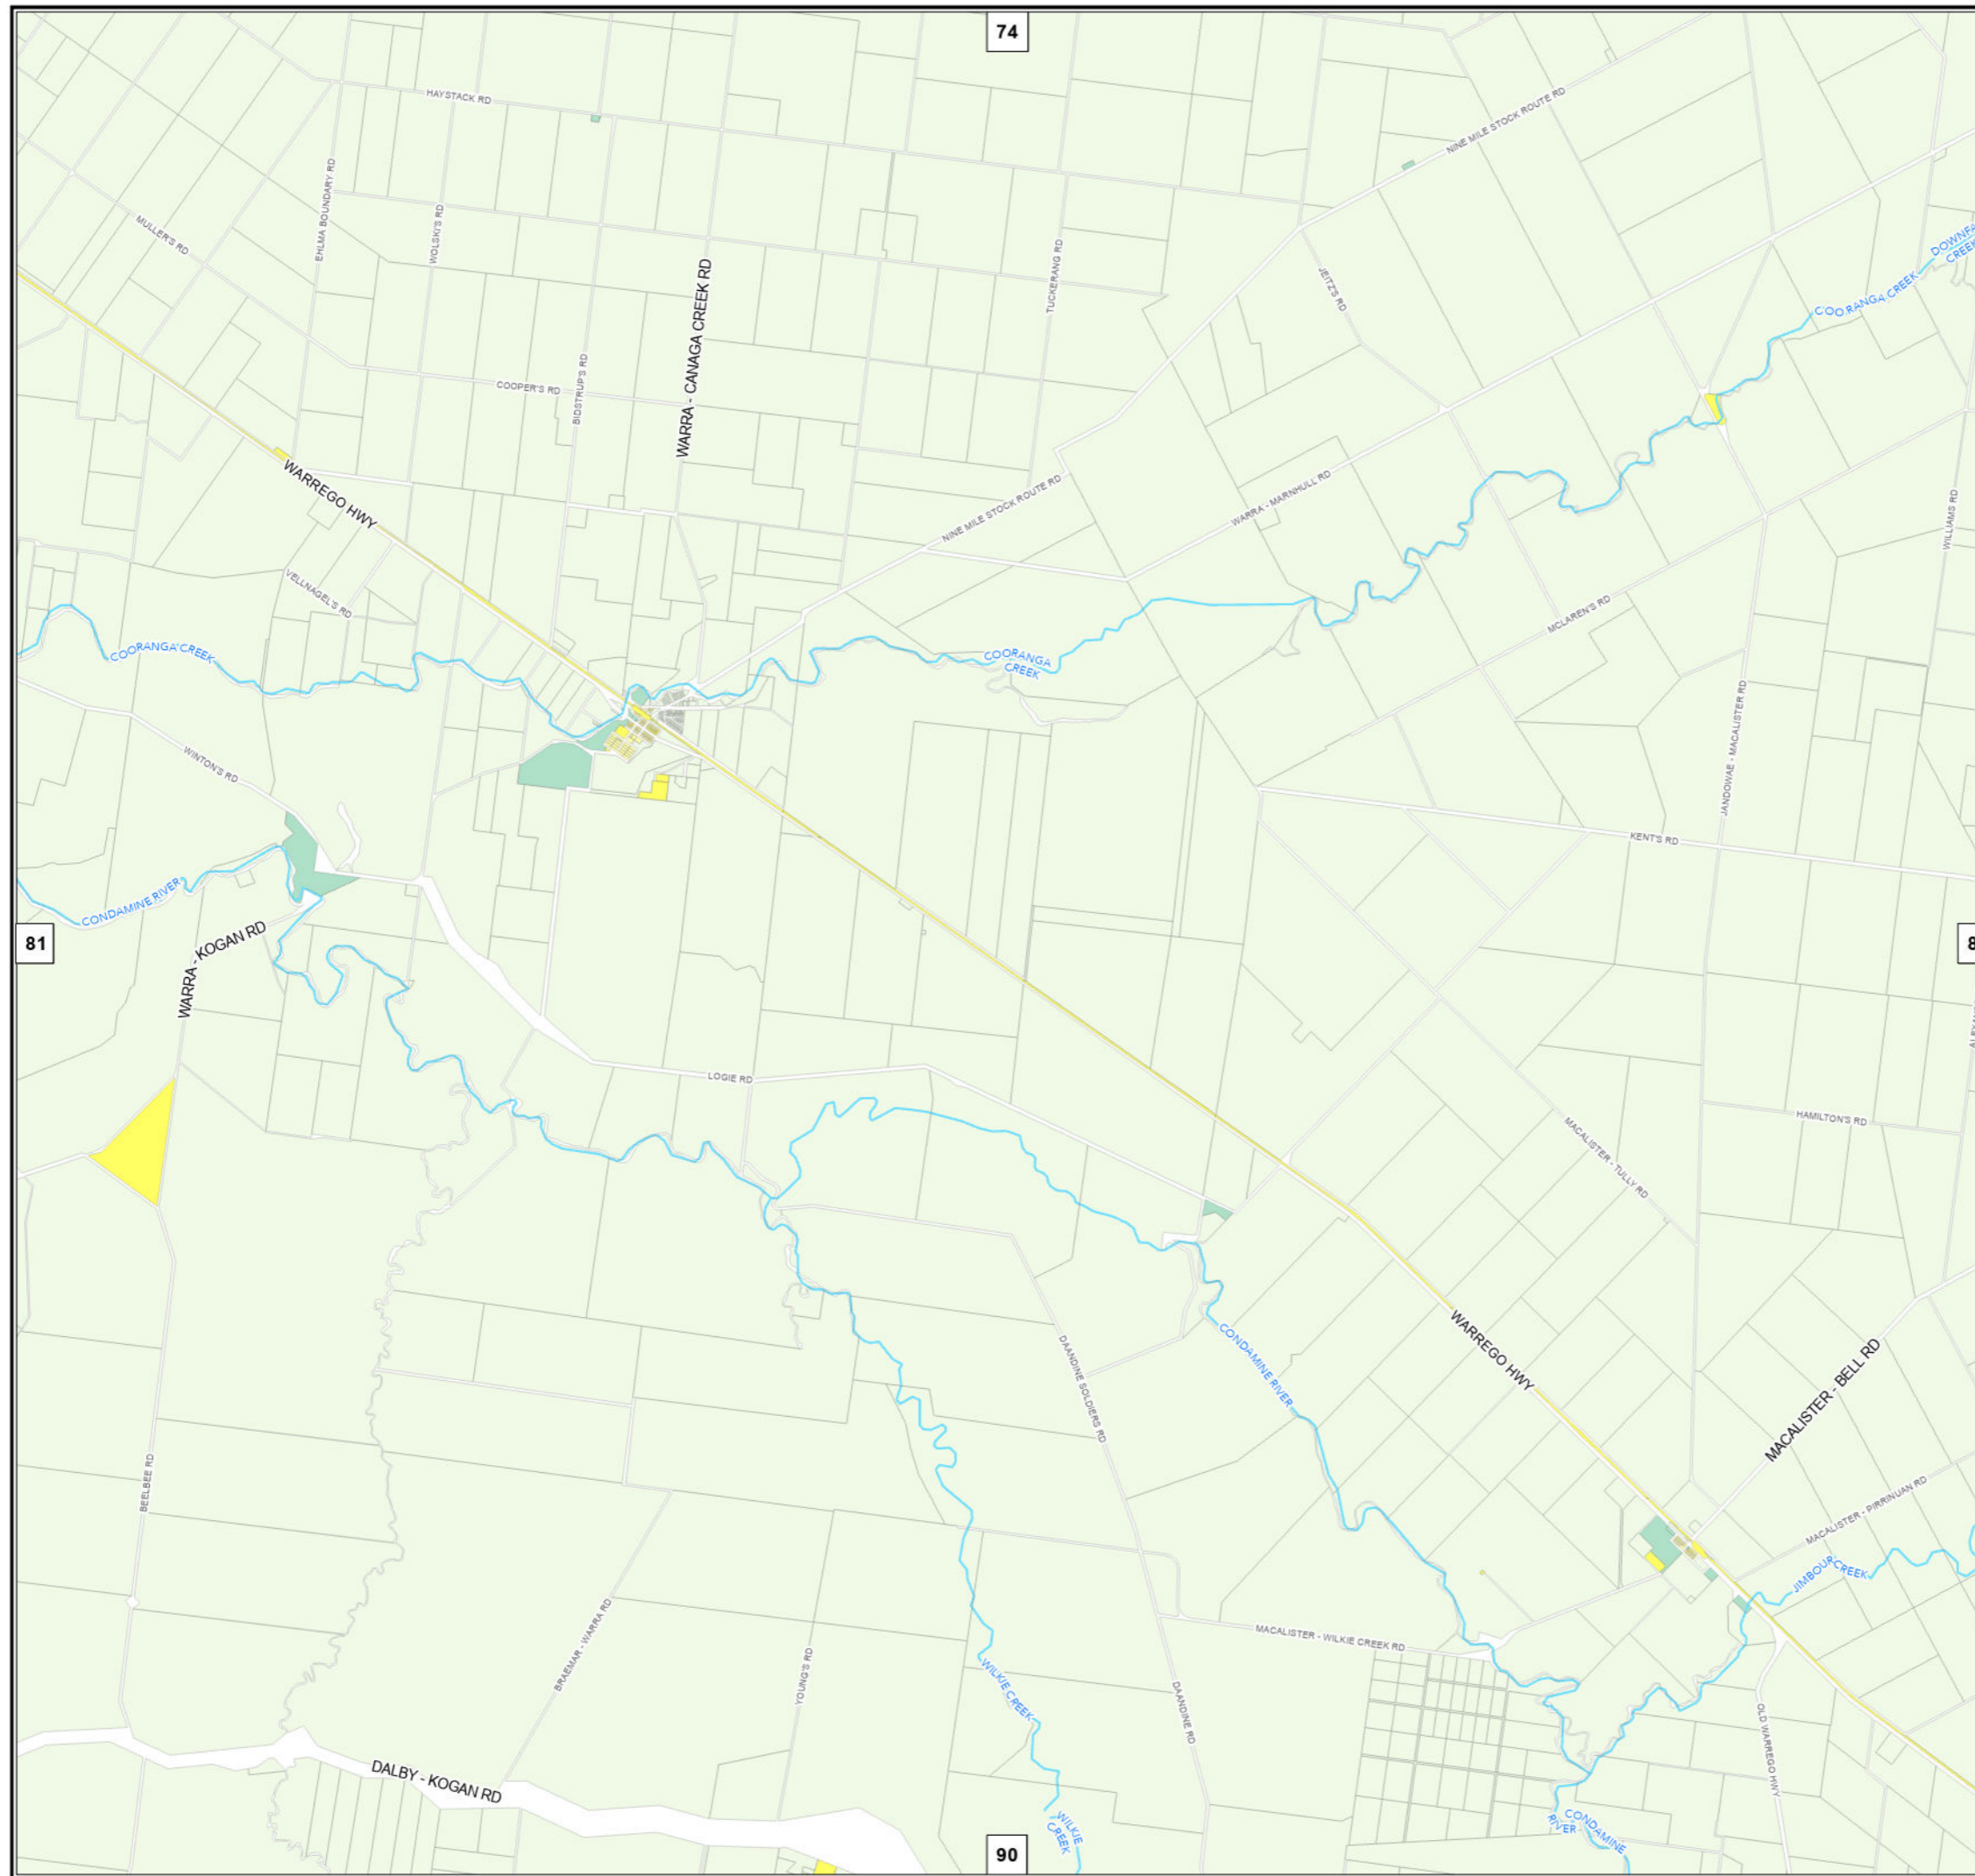 74
HAYSTACK RD
NINE MILE STOCK ROUTE RD
EHLMA BOUNDARY RD
WOLSKI'S RD
MULLER'S RD
TUCKERANG RD
JEITZ'S RD
COORANGA CREEK
CREEK
WARRA - CANAGA CREEK RD
BIDSTRUP'S RD
COOPER'S RD
WARREGO HWY
NINE MILE STOCK ROUTE RD
WARRA - MARNHULL RD
WILLIAMS RD
VELLNAGEL'S RD
MCLAREN'S RD
COORANGA CREEK
COORANGA
CREEK
JANDOWAE - MACALISTER RD
WINTON'S RD
KENT'S RD
CONDAMINE RIVER
81
WARRA - KOGAN RD
8
LOGIE RD
HAMILTON'S RD
MACALISTER - TULLY RD
CONDAMINE RIVER
DAANDINE SOLDIERS RD
WARREGO HWY
MACALISTER - BELL RD
BEELBEE RD
MACALISTER - PIRRINUAN RD
JIMBOUR CREEK
BRAEMAR - WARRA RD
YOUNG'S RD
MACALISTER - WILKIE CREEK RD
WILKIE CREEK
DAANDINE RD
OLD WARREGO HWY
DALBY - KOGAN RD
WILKIE
CREEK
CONDAMINE
RIVER
90